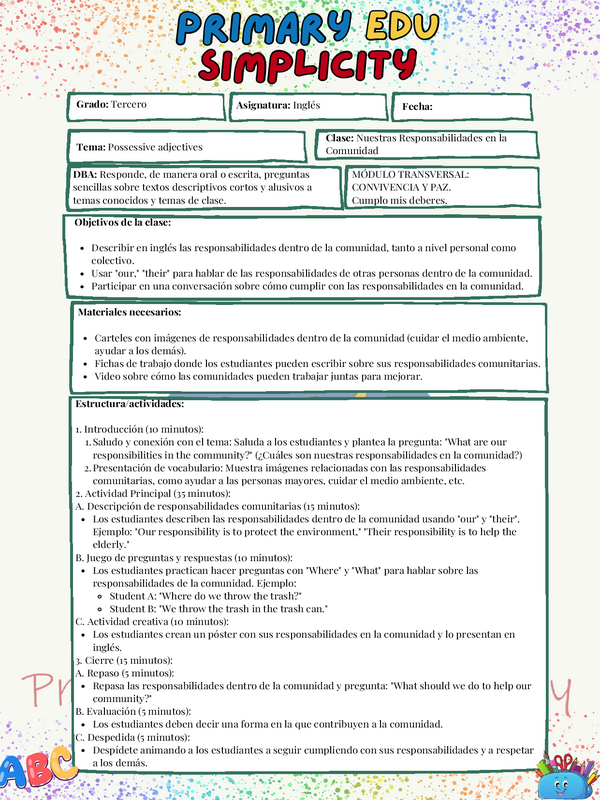 PRIMARY EDU
SIMPLICITY
Grado: Tercero
Asignatura: Inglés
Fecha:
Tema: Possessive adjectives
Clase: Nuestras Responsabilidades en la
Comunidad
DBA: Responde, de manera oral o escrita, preguntas
sencillas sobre textos descriptivos cortos y alusivos a
temas conocidos y temas de clase.
MÓDULO TRANSVERSAL:
CONVIVENCIA Y PAZ.
Cumplo mis deberes.
Objetivos de la clase:
• Describir en inglés las responsabilidades dentro de la comunidad, tanto a nivel personal como
colectivo.
• Usar "our," "their" para hablar de las responsabilidades de otras personas dentro de la comunidad.
• Participar en una conversación sobre cómo cumplir con las responsabilidades en la comunidad.
Materiales necesarios:
• Carteles con imágenes de responsabilidades dentro de la comunidad (cuidar el medio ambiente,
ayudar a los demás).
• Fichas de trabajo donde los estudiantes pueden escribir sobre sus responsabilidades comunitarias.
• Video sobre cómo las comunidades pueden trabajar juntas para mejorar.
Estructura/actividades:
1. Introducción (10 minutos):
1. Saludo y conexión con el tema: Saluda a los estudiantes y plantea la pregunta: "What are our
responsibilities in the community?" (¿Cuáles son nuestras responsabilidades en la comunidad?)
2. Presentación de vocabulario: Muestra imágenes relacionadas con las responsabilidades
comunitarias, como ayudar a las personas mayores, cuidar el medio ambiente, etc.
2. Actividad Principal (35 minutos):
A. Descripción de responsabilidades comunitarias (15 minutos):
• Los estudiantes describen las responsabilidades dentro de la comunidad usando "our" y "their".
Ejemplo: "Our responsibility is to protect the environment," "Their responsibility is to help the
elderly."
B. Juego de preguntas y respuestas (10 minutos):
• Los estudiantes practican hacer preguntas con "Where" y "What" para hablar sobre las
responsabilidades de la comunidad. Ejemplo:
○ Student A: "Where do we throw the trash?"
○ Student B: "We throw the trash in the trash can."
C. Actividad creativa (10 minutos):
• Los estudiantes crean un póster con sus responsabilidades en la comunidad y lo presentan en
inglés.
3. Cierre (15 minutos):
A. Repaso (5 minutos):
• Repasa las responsabilidades dentro de la comunidad y pregunta: "What should we do to help our
community?"
B. Evaluación (5 minutos):
• Los estudiantes deben decir una forma en la que contribuyen a la comunidad.
C. Despedida (5 minutos):
• Despídete animando a los estudiantes a seguir cumpliendo con sus responsabilidades y a respetar
a los demás.
ABC